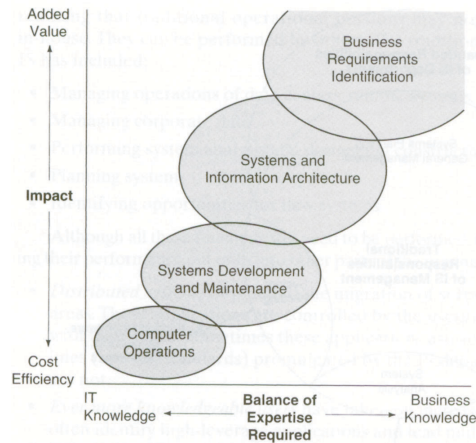 Added
Value
Impact
Cost
Efficiency
Business
Requirements
Identification
Systems and
Information Architecture
Systems Development
and Maintenance
Computer
Operations
IT
Knowledge
Balance of
Expertise
Required
Business
Knowledge